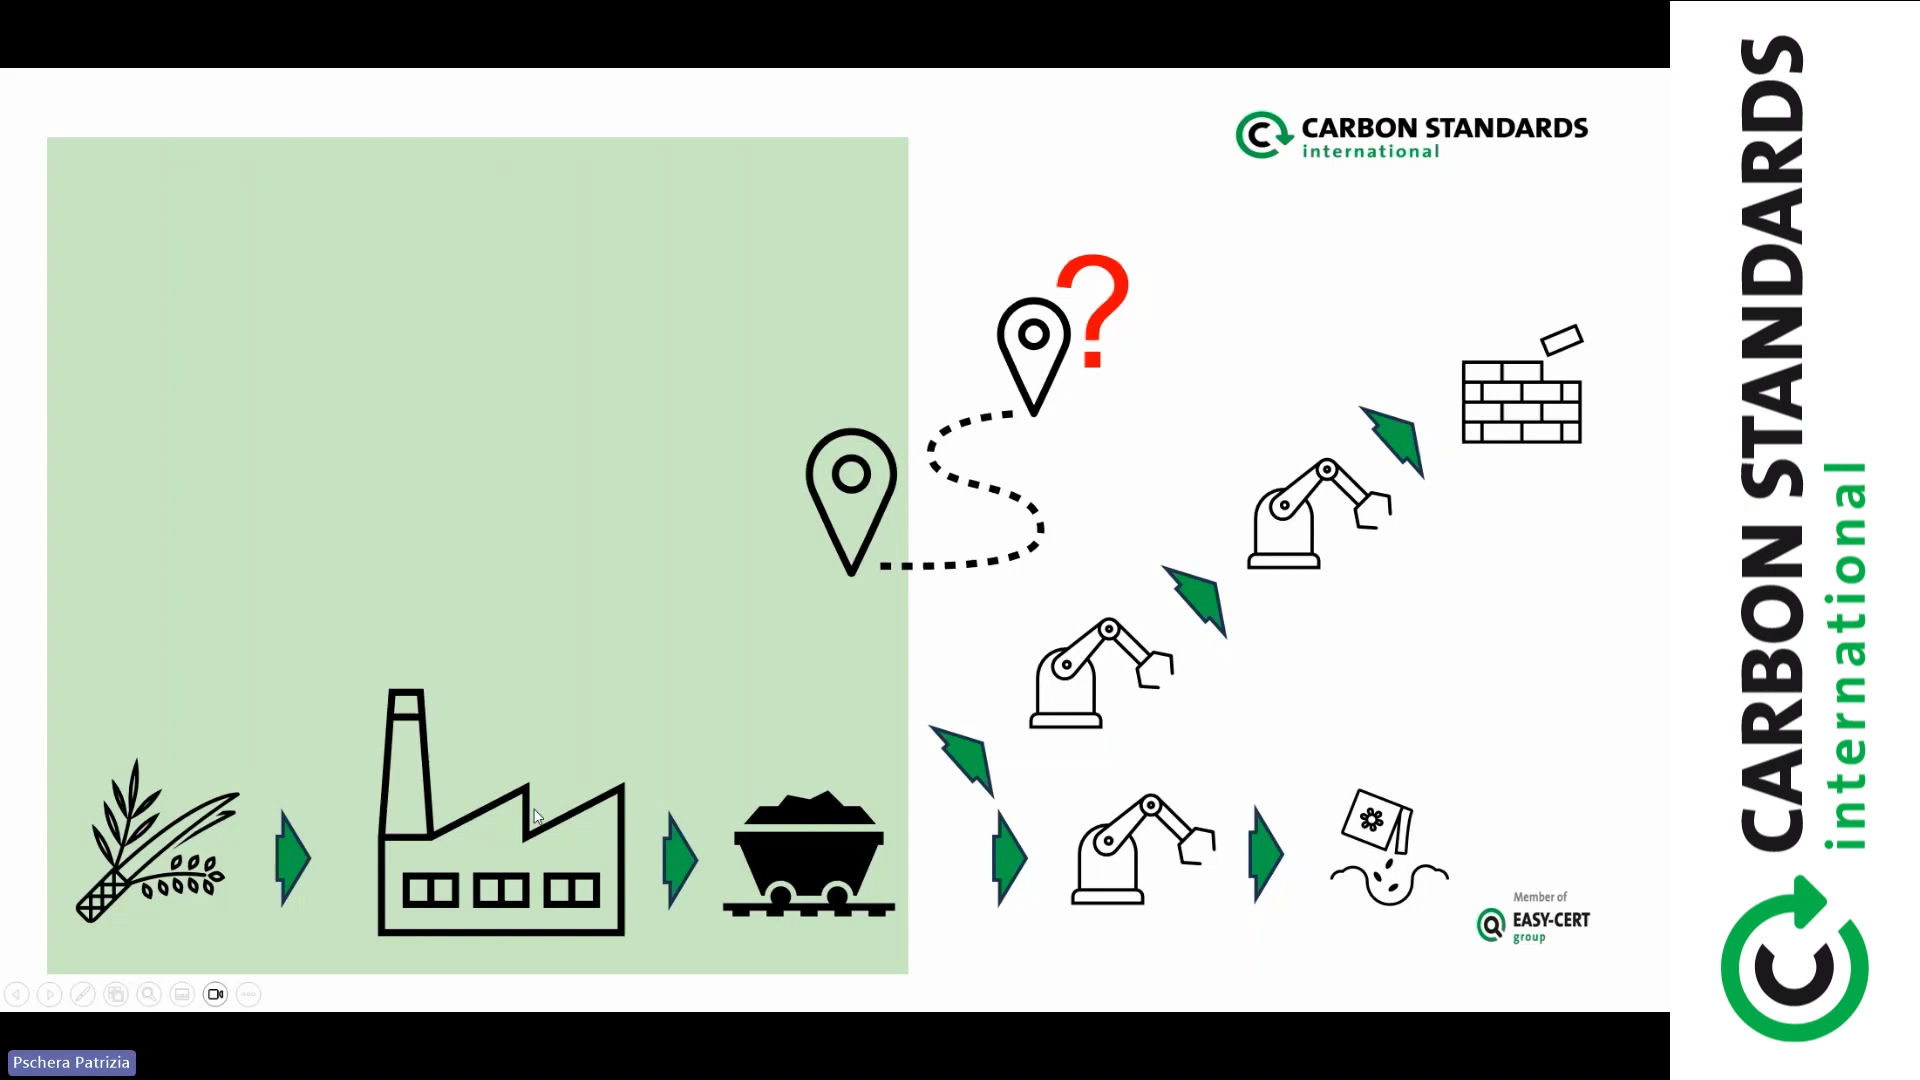 CARBON STANDARDS
international
?
Member of
EASY-CERT
group
Pschera Patrizia
CARBON STANDARDS
international